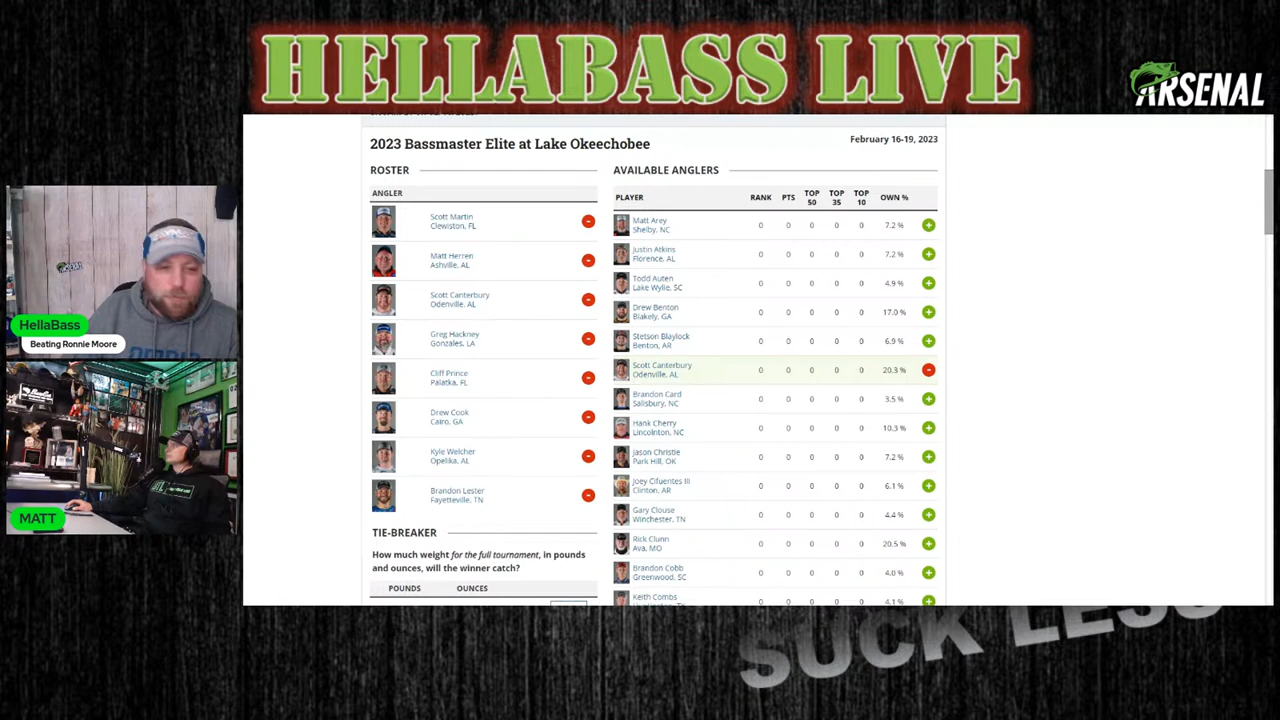 HELLABASS LIVE
ARSENAL
2023 Bassmaster Elite at Lake Okeechobee
February 16-19, 2023
ROSTER
AVAILABLE ANGLERS
ANGLER
PLAYER RANK PTS TOP 50 TOP 35 TOP 10 OWN %
Scott Martin
Clewiston, FL
Matt Herren
Ashville, AL
Scott Canterbury
Odenville, AL
Greg Hackney
Gonzales, LA
Cliff Prince
Palatka, FL
Drew Cook
Cairo, GA
Kyle Welcher
Opelika, AL
Brandon Lester
Fayetteville, TN
TIE-BREAKER
How much weight for the full tournament, in pounds
and ounces, will the winner catch?
POUNDS OUNCES
Matt Arey
Shelby, NC
0 0 0 0 0 7.2 %
Justin Atkins
Florence, AL
0 0 0 0 0 7.2 %
Todd Auten
Lake Wylie, SC
0 0 0 0 0 4.9 %
Drew Benton
Blakely, GA
0 0 0 0 0 17.0 %
Stetson Blaylock
Benton, AR
0 0 0 0 0 6.9 %
Scott Canterbury
Odenville, AL
0 0 0 0 0 20.3 %
Brandon Card
Salisbury, NC
0 0 0 0 0 3.5 %
Hank Cherry
Lincolnton, NC
0 0 0 0 0 10.3 %
Jason Christie
Park Hill, OK
0 0 0 0 0 7.2 %
Joey Cifuentes III
Clinton, AR
0 0 0 0 0 6.1 %
Gary Clouse
Winchester, TN
0 0 0 0 0 4.4 %
Rick Clunn
Ava, MO
0 0 0 0 0 20.5 %
Brandon Cobb
Greenwood, SC
0 0 0 0 0 4.0 %
Keith Combs
0 0 0 0 0 4.1 %
HellaBass
Beating Ronnie Moore
MATT
SUCK LESS